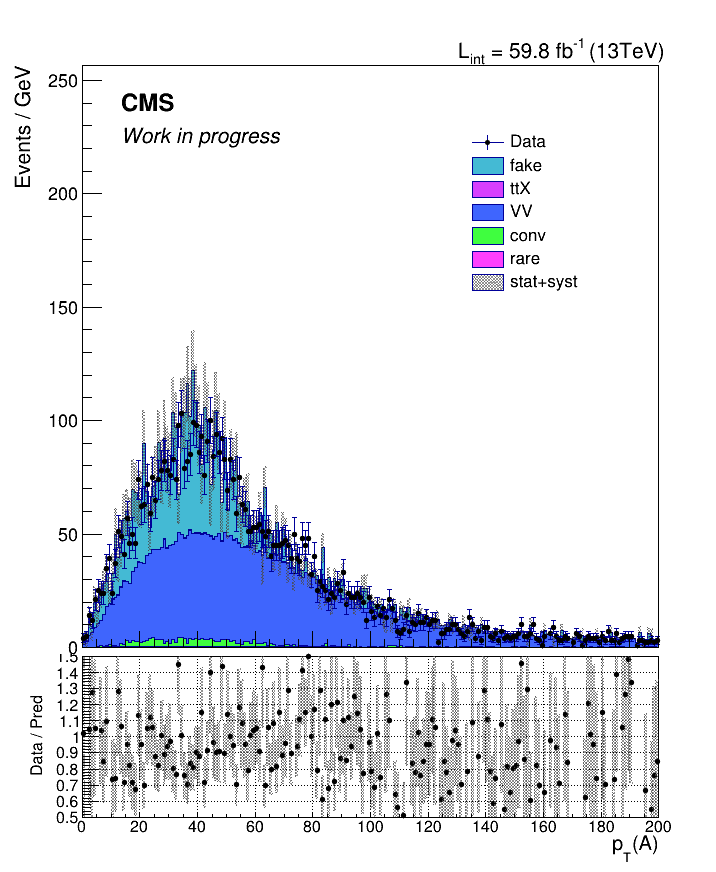 L_int = 59.8 fb^-1 (13TeV)
Events / GeV
250
200
150
100
50
0
CMS
Work in progress
Data
fake
ttX
VV
conv
rare
stat+syst
Data / Pred
1.5
1.4
1.3
1.2
1.1
1
0.9
0.8
0.7
0.6
0.5
0 20 40 60 80 100 120 140 160 180 200
p_T(A)